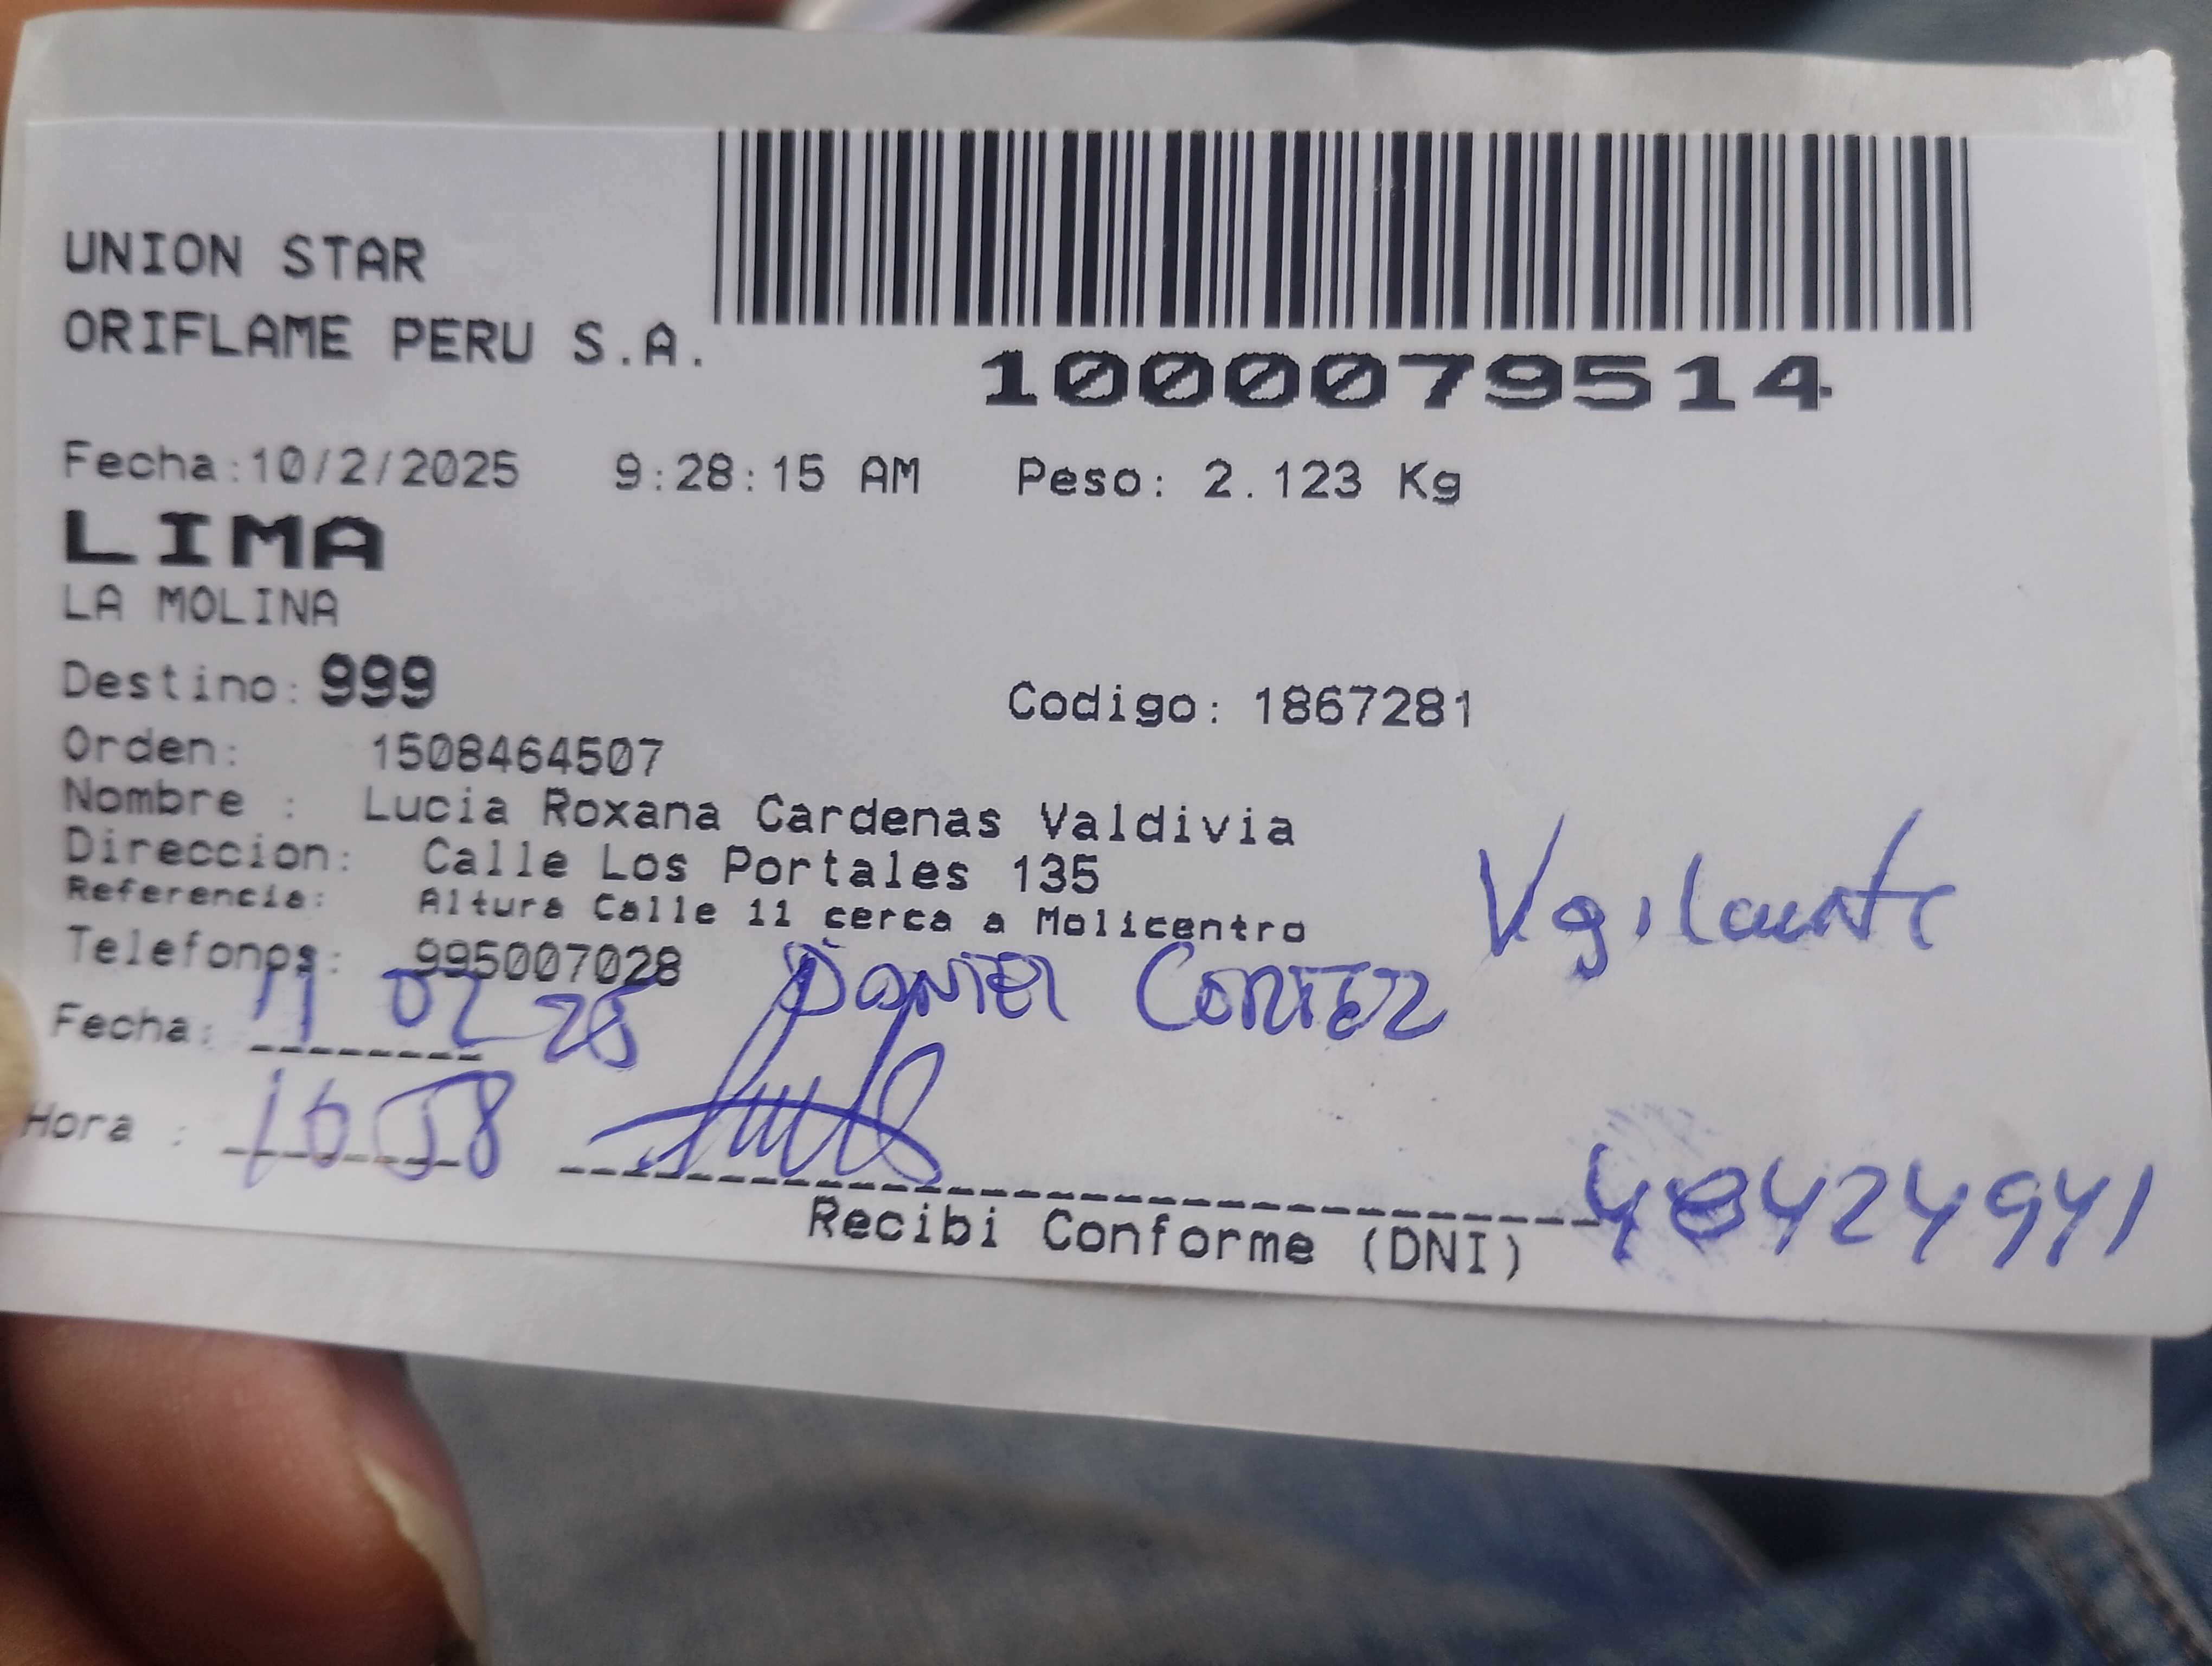 UNION STAR
ORIFLAME PERU S.A.
1000079514
Fecha:10/2/2025 9:28:15 AM Peso: 2.123 Kg
LIMA
LA MOLINA
Destino: 999 Codigo: 1867281
Orden: 1508464507
Nombre : Lucia Roxana Cardenas Valdivia
Direccion: Calle Los Portales 135
Referencia: Altura Calle 11 cerca a Molicentro
Vgilante
Telefonos: 995007028
DANIEL CORTEZ
Fecha: 11 02 25
Hora : 16 58
Recibi Conforme (DNI) 48424941